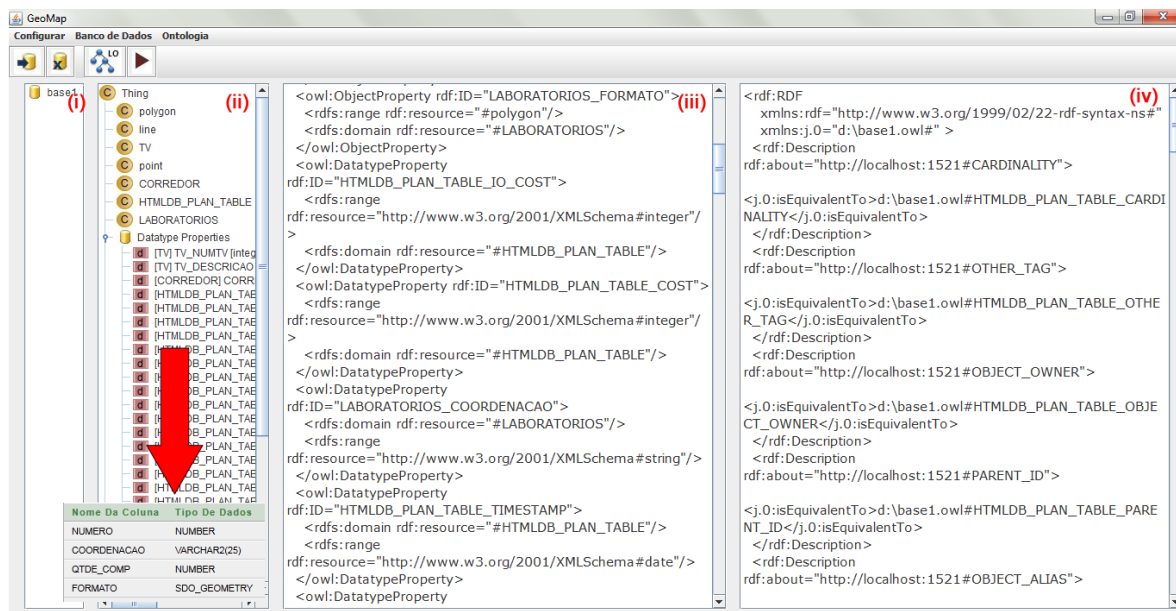 GeoMap
Configurar Banco de Dados Ontologia
LO
base1
(i)
Thing
(ii)
polygon
line
TV
point
CORREDOR
HTMLDB_PLAN_TABLE
LABORATORIOS
Datatype Properties
[TV] TV_NUMTV [integ
[TV] TV_DESCRICAO
[CORREDOR] CORR
[HTMLDB_PLAN_TAE
[HTMLDB_PLAN_TAE
[HTMLDB_PLAN_TAE
[HTMLDB_PLAN_TAE
Nome Da Coluna Tipo De Dados
NUMERO NUMBER
COORDENACAO VARCHAR2(25)
QTDE_COMP NUMBER
FORMATO SDO_GEOMETRY
<owl:ObjectProperty rdf:ID="LABORATORIOS_FORMATO">
(iii)
<rdfs:range rdf:resource="#polygon"/>
<rdfs:domain rdf:resource="#LABORATORIOS"/>
</owl:ObjectProperty>
<owl:DatatypeProperty
rdf:ID="HTMLDB_PLAN_TABLE_IO_COST">
<rdfs:range
rdf:resource="http://www.w3.org/2001/XMLSchema#integer"/
>
<rdfs:domain rdf:resource="#HTMLDB_PLAN_TABLE"/>
</owl:DatatypeProperty>
<owl:DatatypeProperty rdf:ID="HTMLDB_PLAN_TABLE_COST">
<rdfs:range
rdf:resource="http://www.w3.org/2001/XMLSchema#integer"/
>
<rdfs:domain rdf:resource="#HTMLDB_PLAN_TABLE"/>
</owl:DatatypeProperty>
<owl:DatatypeProperty
rdf:ID="LABORATORIOS_COORDENACAO">
<rdfs:domain rdf:resource="#LABORATORIOS"/>
<rdfs:range
rdf:resource="http://www.w3.org/2001/XMLSchema#string"/>
</owl:DatatypeProperty>
<owl:DatatypeProperty
rdf:ID="HTMLDB_PLAN_TABLE_TIMESTAMP">
<rdfs:domain rdf:resource="#HTMLDB_PLAN_TABLE"/>
<rdfs:range
rdf:resource="http://www.w3.org/2001/XMLSchema#date"/>
</owl:DatatypeProperty>
<owl:DatatypeProperty
<rdf:RDF
(iv)
xmlns:rdf="http://www.w3.org/1999/02/22-rdf-syntax-ns#"
xmlns:j.0="d:\base1.owl#" >
<rdf:Description
rdf:about="http://localhost:1521#CARDINALITY">
<j.0:isEquivalentTo>d:\base1.owl#HTMLDB_PLAN_TABLE_CARDI
NALITY</j.0:isEquivalentTo>
</rdf:Description>
<rdf:Description
rdf:about="http://localhost:1521#OTHER_TAG">
<j.0:isEquivalentTo>d:\base1.owl#HTMLDB_PLAN_TABLE_OTHE
R_TAG</j.0:isEquivalentTo>
</rdf:Description>
<rdf:Description
rdf:about="http://localhost:1521#OBJECT_OWNER">
<j.0:isEquivalentTo>d:\base1.owl#HTMLDB_PLAN_TABLE_OBJE
CT_OWNER</j.0:isEquivalentTo>
</rdf:Description>
<rdf:Description
rdf:about="http://localhost:1521#PARENT_ID">
<j.0:isEquivalentTo>d:\base1.owl#HTMLDB_PLAN_TABLE_PARE
NT_ID</j.0:isEquivalentTo>
</rdf:Description>
<rdf:Description
rdf:about="http://localhost:1521#OBJECT_ALIAS">